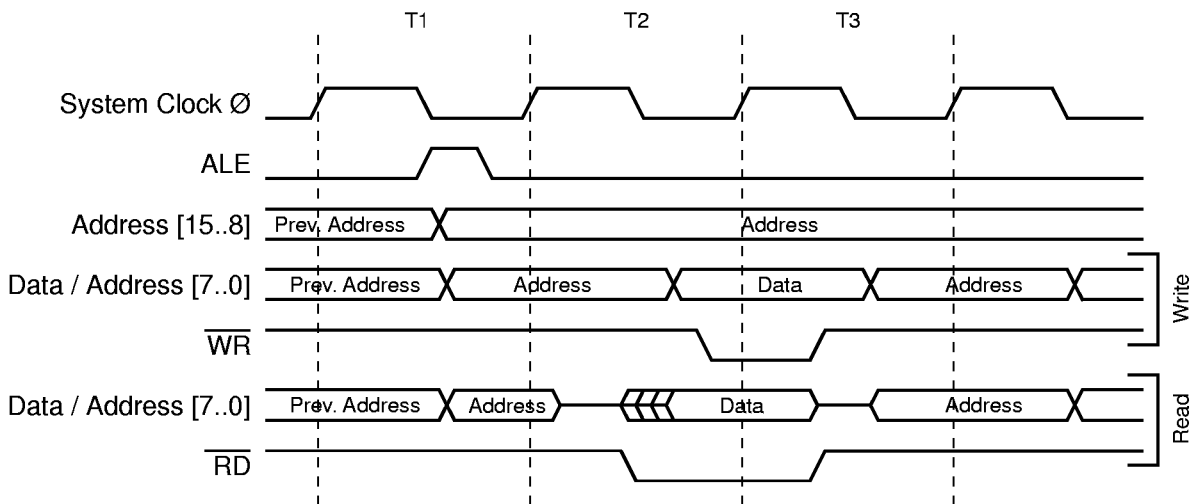 T1 T2 T3
System Clock Ø
ALE
Address [15..8] Prev. Address Address
Data / Address [7..0] Prev. Address Address Data Address
WR
Write
Data / Address [7..0] Prev. Address Address Data Address
RD
Read